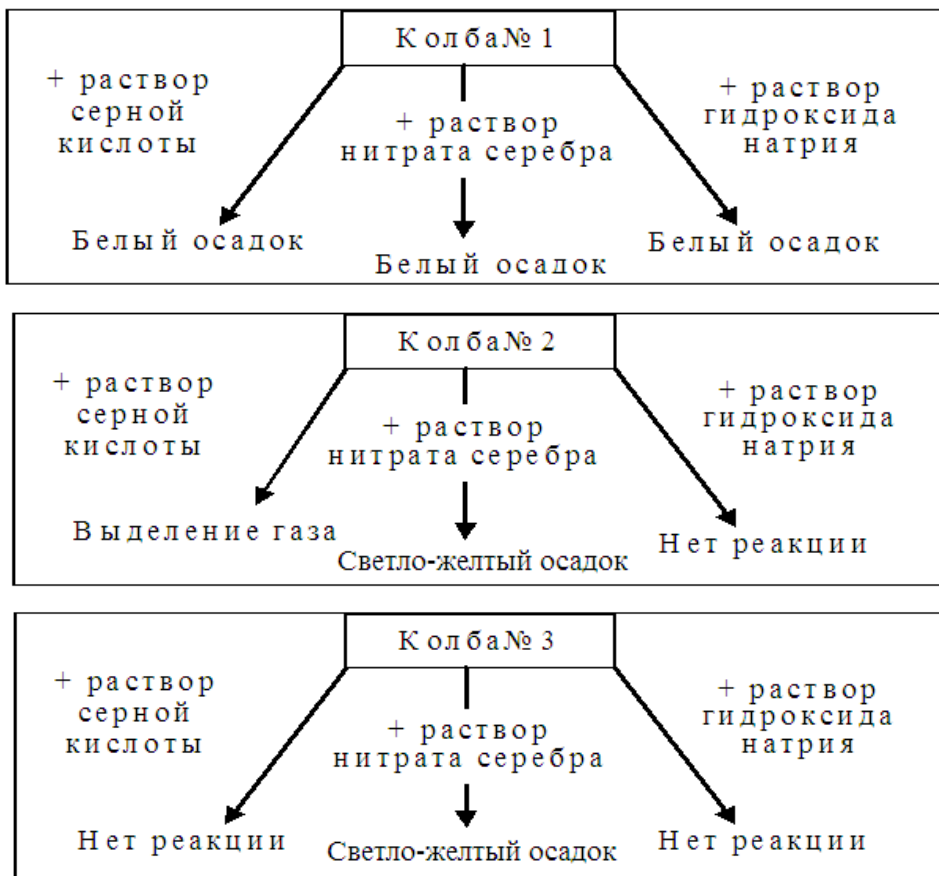 Колба№ 1
+ раствор
серной
кислоты
+ раствор
нитрата серебра
+ раствор
гидроксида
натрия
Белый осадок
Белый осадок
Белый осадок
Колба№ 2
+ раствор
серной
кислоты
+ раствор
нитрата серебра
+ раствор
гидроксида
натрия
Выделение газа
Светло-желтый осадок
Нет реакции
Колба№ 3
+ раствор
серной
кислоты
+ раствор
нитрата серебра
+ раствор
гидроксида
натрия
Нет реакции
Светло-желтый осадок
Нет реакции